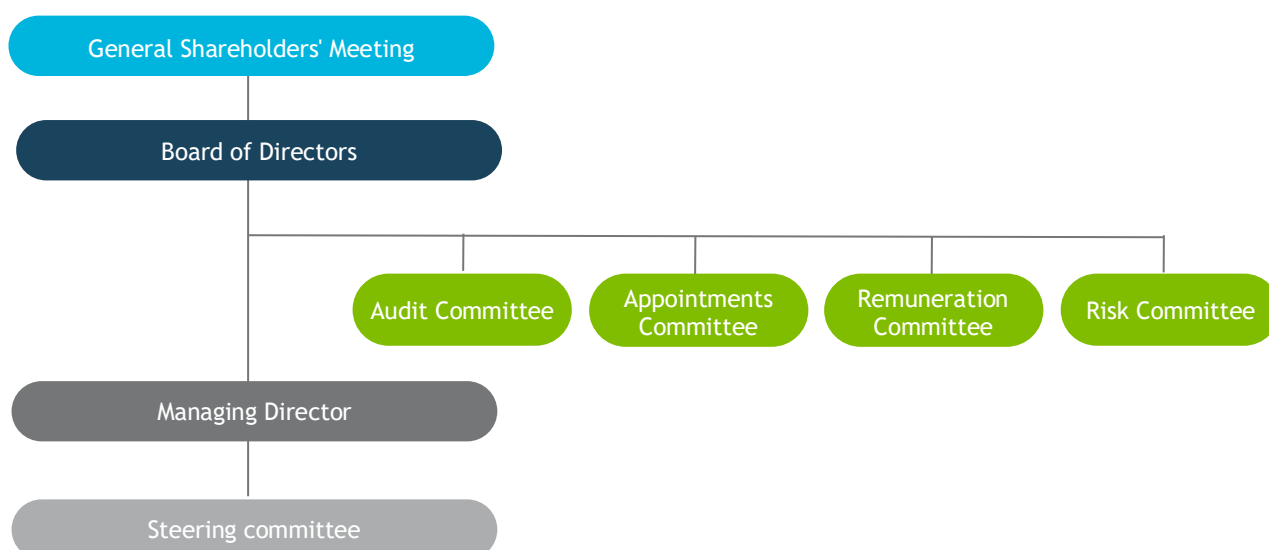 General Shareholders' Meeting
Board of Directors
Audit Committee
Appointments
Committee
Remuneration
Committee
Risk Committee
Managing Director
Steering committee